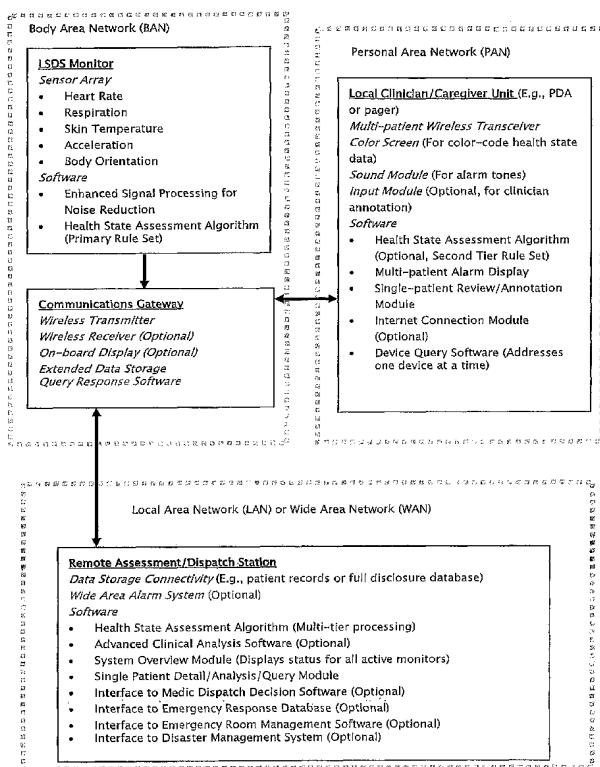 Body Area Network (BAN)
LSDS Monitor
Sensor Array
• Heart Rate
• Respiration
• Skin Temperature
• Acceleration
• Body Orientation
Software
• Enhanced Signal Processing for
Noise Reduction
• Health State Assessment Algorithm
(Primary Rule Set)
Communications Gateway
Wireless Transmitter
Wireless Receiver (Optional)
On-board Display (Optional)
Extended Data Storage
Query Response Software
Personal Area Network (PAN)
Local Clinician/Caregiver Unit (E.g., PDA
or pager)
Multi-patient Wireless Transceiver
Color Screen (For color-code health state
data)
Sound Module (For alarm tones)
Input Module (Optional, for clinician
annotation)
Software
• Health State Assessment Algorithm
(Optional, Second Tier Rule Set)
• Multi-patient Alarm Display
• Single-patient Review/Annotation
Module
• Internet Connection Module
(Optional)
• Device Query Software (Addresses
one device at a time)
Local Area Network (LAN) or Wide Area Network (WAN)
Remote Assessment/Dispatch Station
Data Storage Connectivity (E.g., patient records or full disclosure database)
Wide Area Alarm System (Optional)
Software
• Health State Assessment Algorithm (Multi-tier processing)
• Advanced Clinical Analysis Software (Optional)
• System Overview Module (Displays status for all active monitors)
• Single Patient Detail/Analysis/Query Module
• Interface to Medic Dispatch Decision Software (Optional)
• Interface to Emergency Response Database (Optional)
• Interface to Emergency Room Management Software (Optional)
• Interface to Disaster Management System (Optional)